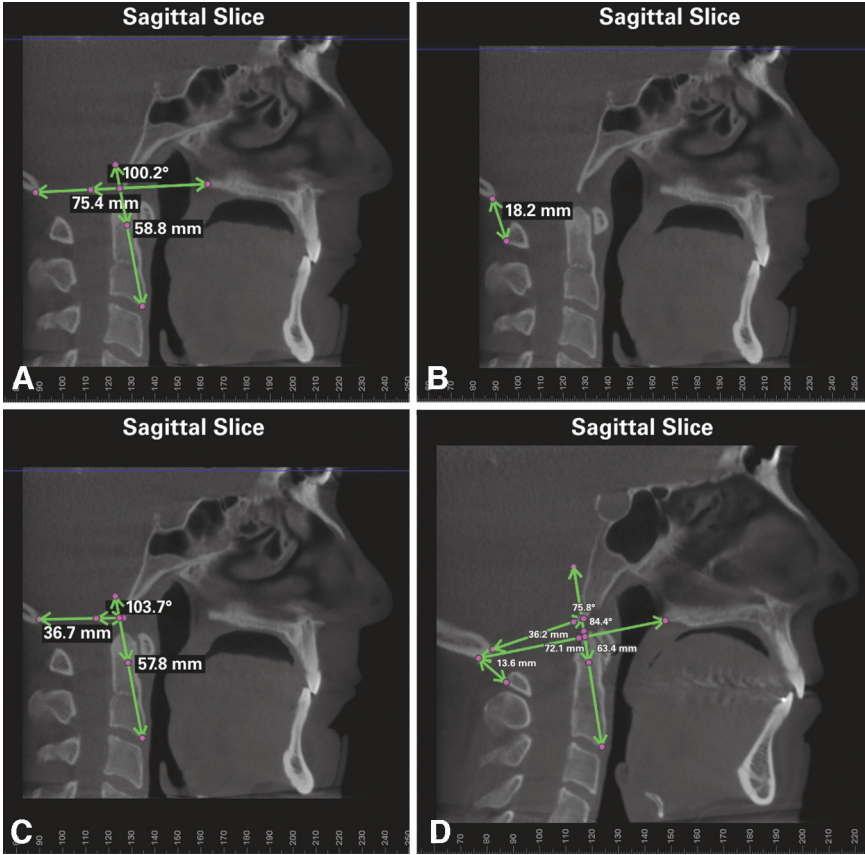 Sagittal Slice
100.2°
75.4 mm
58.8 mm
A
90 100 110 120 130 140 150 160 170 180 190 200 210 220 230 240 250
Sagittal Slice
18.2 mm
B
70 80 90 100 110 120 130 140 150 160 170 180 190 200 210 220 230 240 250
Sagittal Slice
103.7°
36.7 mm
57.8 mm
C
90 100 110 120 130 140 150 160 170 180 190 200 210 220 230 240 250
Sagittal Slice
75.8°
84.4°
36.2 mm
72.1 mm
63.4 mm
13.6 mm
D
70 80 90 100 110 120 130 140 150 160 170 180 190 200 210 220